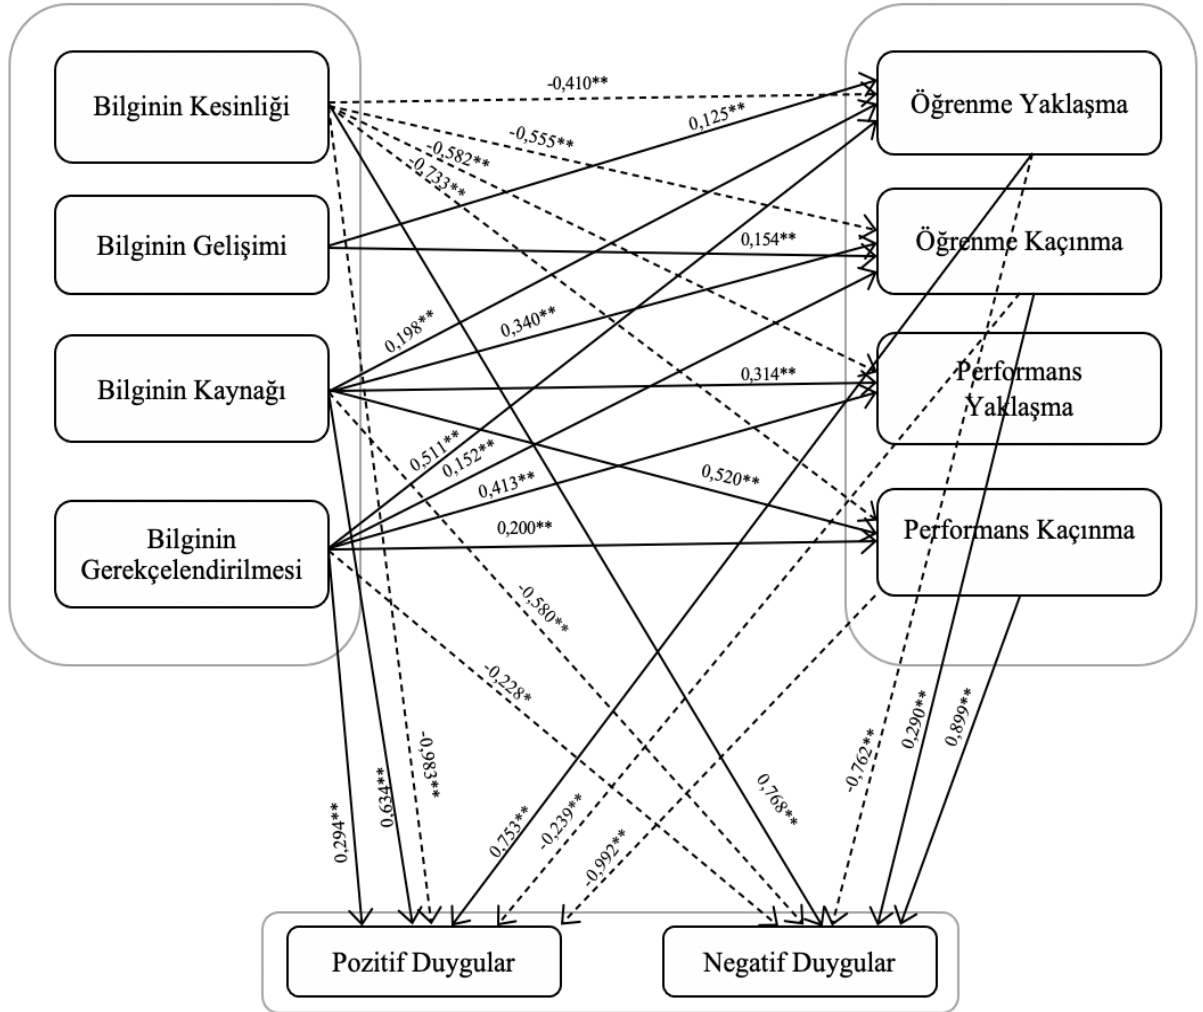 Bilginin Kesinliği
Bilginin Gelişimi
Bilginin Kaynağı
Bilginin
Gerekçelendirilmesi
Öğrenme Yaklaşma
Öğrenme Kaçınma
Performans
Yaklaşma
Performans Kaçınma
-0,410**
0,125**
-0,555**
-0,582**
-0,733**
0,154**
0,198**
0,340**
0,314**
0,511**
0,152**
0,413**
0,520**
0,200**
-0,580**
-0,228*
-0,983**
0,634**
0,294**
0,753**
-0,239**
-0,992**
0,768**
-0,762**
0,290**
0,899**
Pozitif Duygular
Negatif Duygular